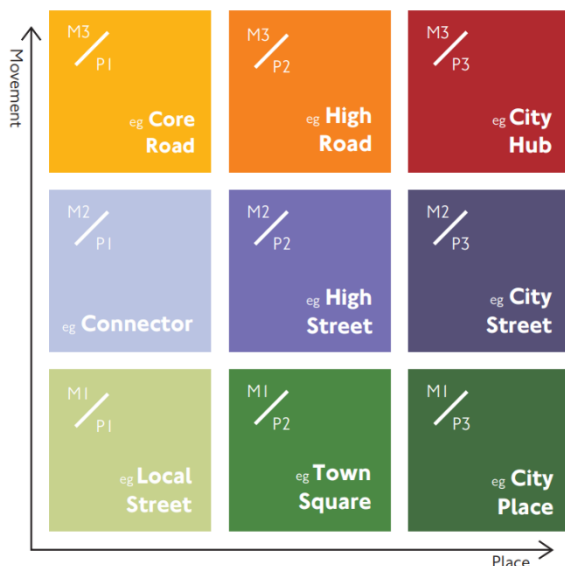 Movement
M3
P1
eg Core
Road
M3
P2
eg High
Road
M3
P3
eg City
Hub
M2
P1
eg Connector
M2
P2
eg High
Street
M2
P3
eg City
Street
M1
P1
eg Local
Street
M1
P2
eg Town
Square
M1
P3
eg City
Place
Place